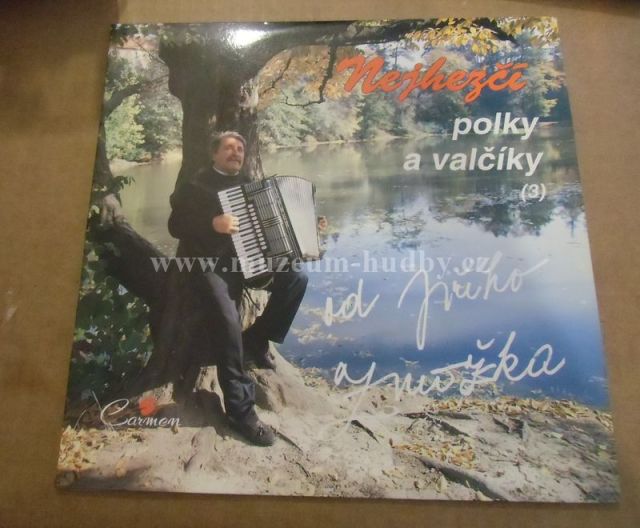 Nejhezčí
polky
a valčíky
(3)
www.muzeum-hudby.cz
od Jiřího
Carmen